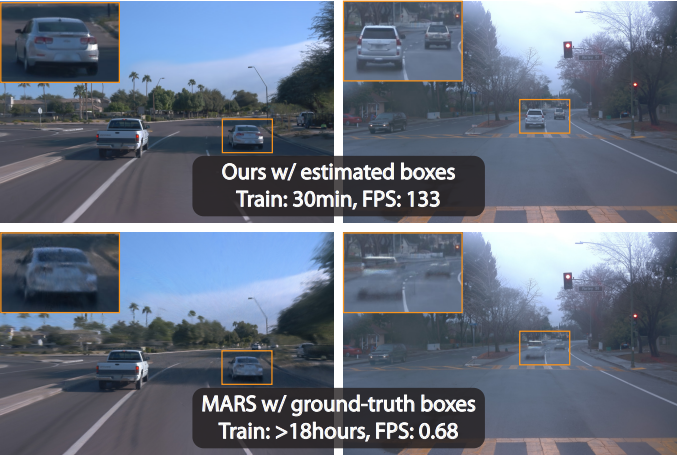 Ours w/ estimated boxes
Train: 30min, FPS: 133
MARS w/ ground-truth boxes
Train: >18hours, FPS: 0.68